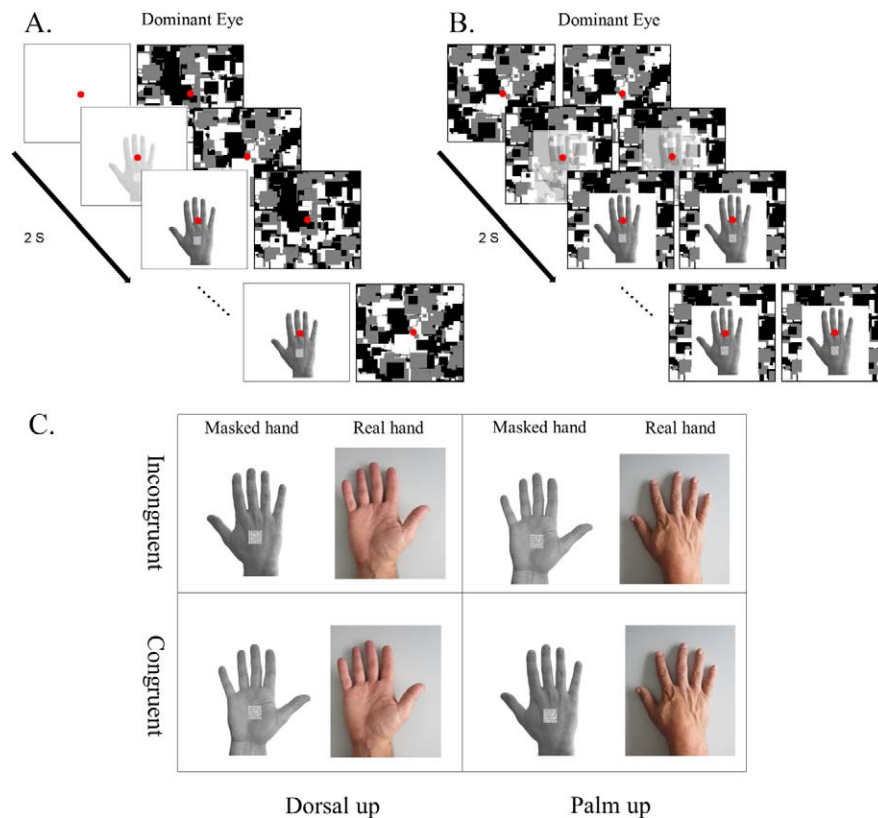 A.
Dominant Eye
2 S
B.
Dominant Eye
2 S
C.
Masked hand
Real hand
Masked hand
Real hand
Incongruent
Congruent
Dorsal up
Palm up